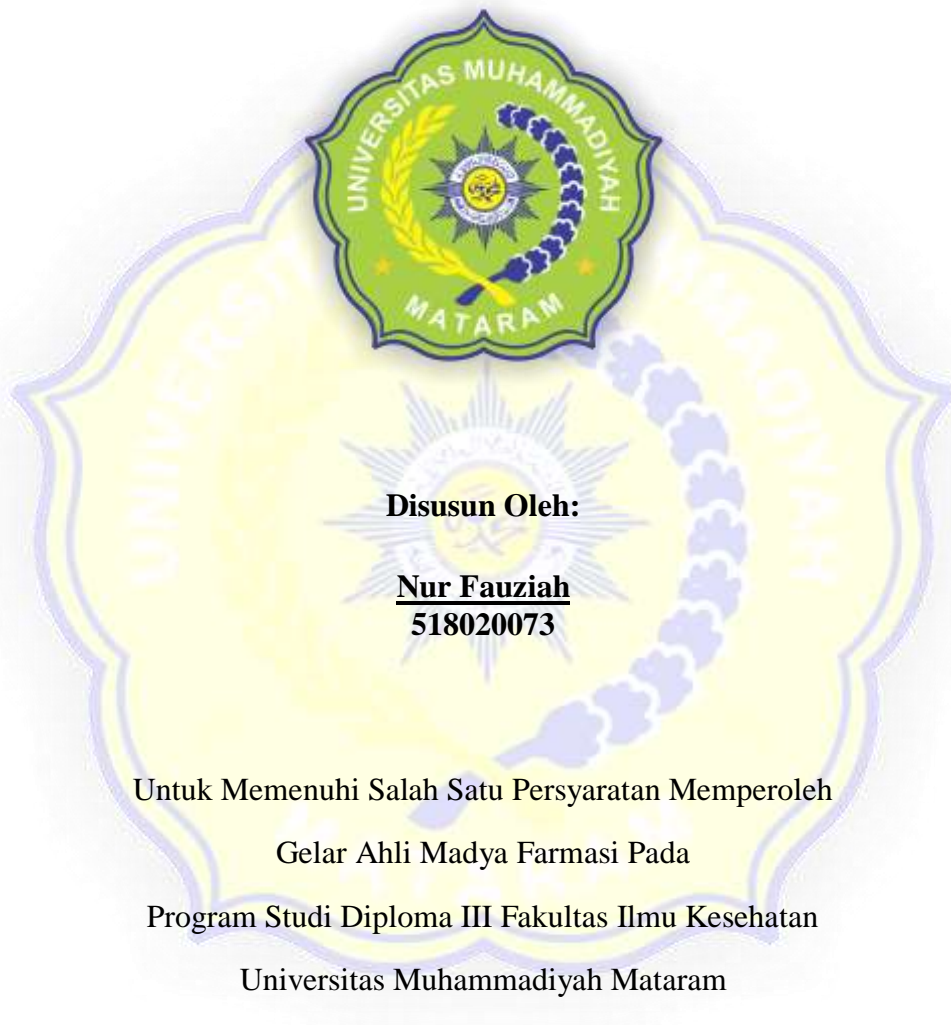 UNIVERSITAS MUHAMMADIYAH
MATARAM
Disusun Oleh:
Nur Fauziah
518020073
Untuk Memenuhi Salah Satu Persyaratan Memperoleh
Gelar Ahli Madya Farmasi Pada
Program Studi Diploma III Fakultas Ilmu Kesehatan
Universitas Muhammadiyah Mataram